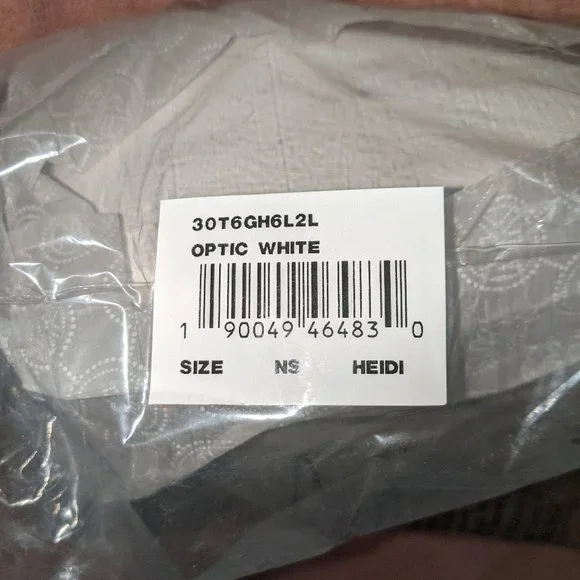 30T6GH6L2L
OPTIC WHITE
1 90049 46483 0
SIZE NS HEIDI